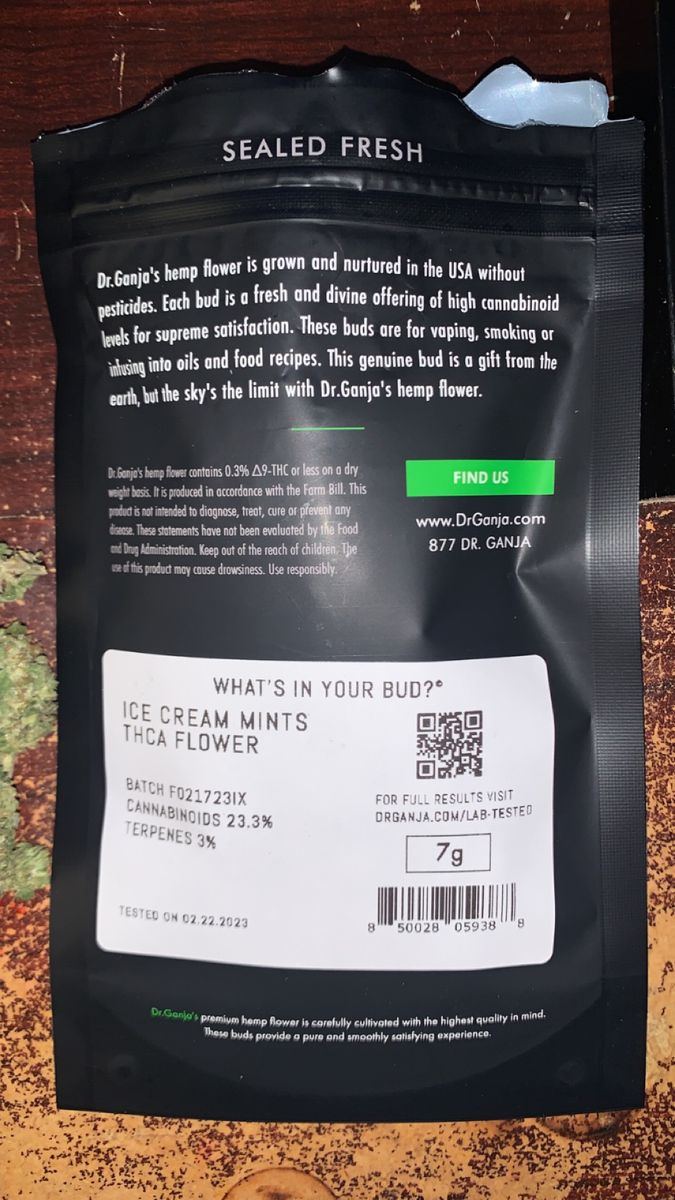 SEALED FRESH
Dr.Ganja's hemp flower is grown and nurtured in the USA without
pesticides. Each bud is a fresh and divine offering of high cannabinoid
levels for supreme satisfaction. These buds are for vaping, smoking or
infusing into oils and food recipes. This genuine bud is a gift from the
earth, but the sky's the limit with Dr.Ganja's hemp flower.
Dr.Ganja's hemp flower contains 0.3% Δ9-THC or less on a dry
weight basis. It is produced in accordance with the Farm Bill. This
product is not intended to diagnose, treat, cure or prevent any
disease. These statements have not been evaluated by the Food
and Drug Administration. Keep out of the reach of children. The
use of this product may cause drowsiness. Use responsibly.
FIND US
www.DrGanja.com
877 DR. GANJA
WHAT'S IN YOUR BUD?®
ICE CREAM MINTS
THCA FLOWER
BATCH F021723IX
CANNABINOIDS 23.3%
TERPENES 3%
TESTED ON 02.22.2023
FOR FULL RESULTS VISIT
DRGANJA.COM/LAB-TESTED
7g
8 50028 05938 8
Dr.Ganja's premium hemp flower is carefully cultivated with the highest quality in mind.
These buds provide a pure and smoothly satisfying experience.